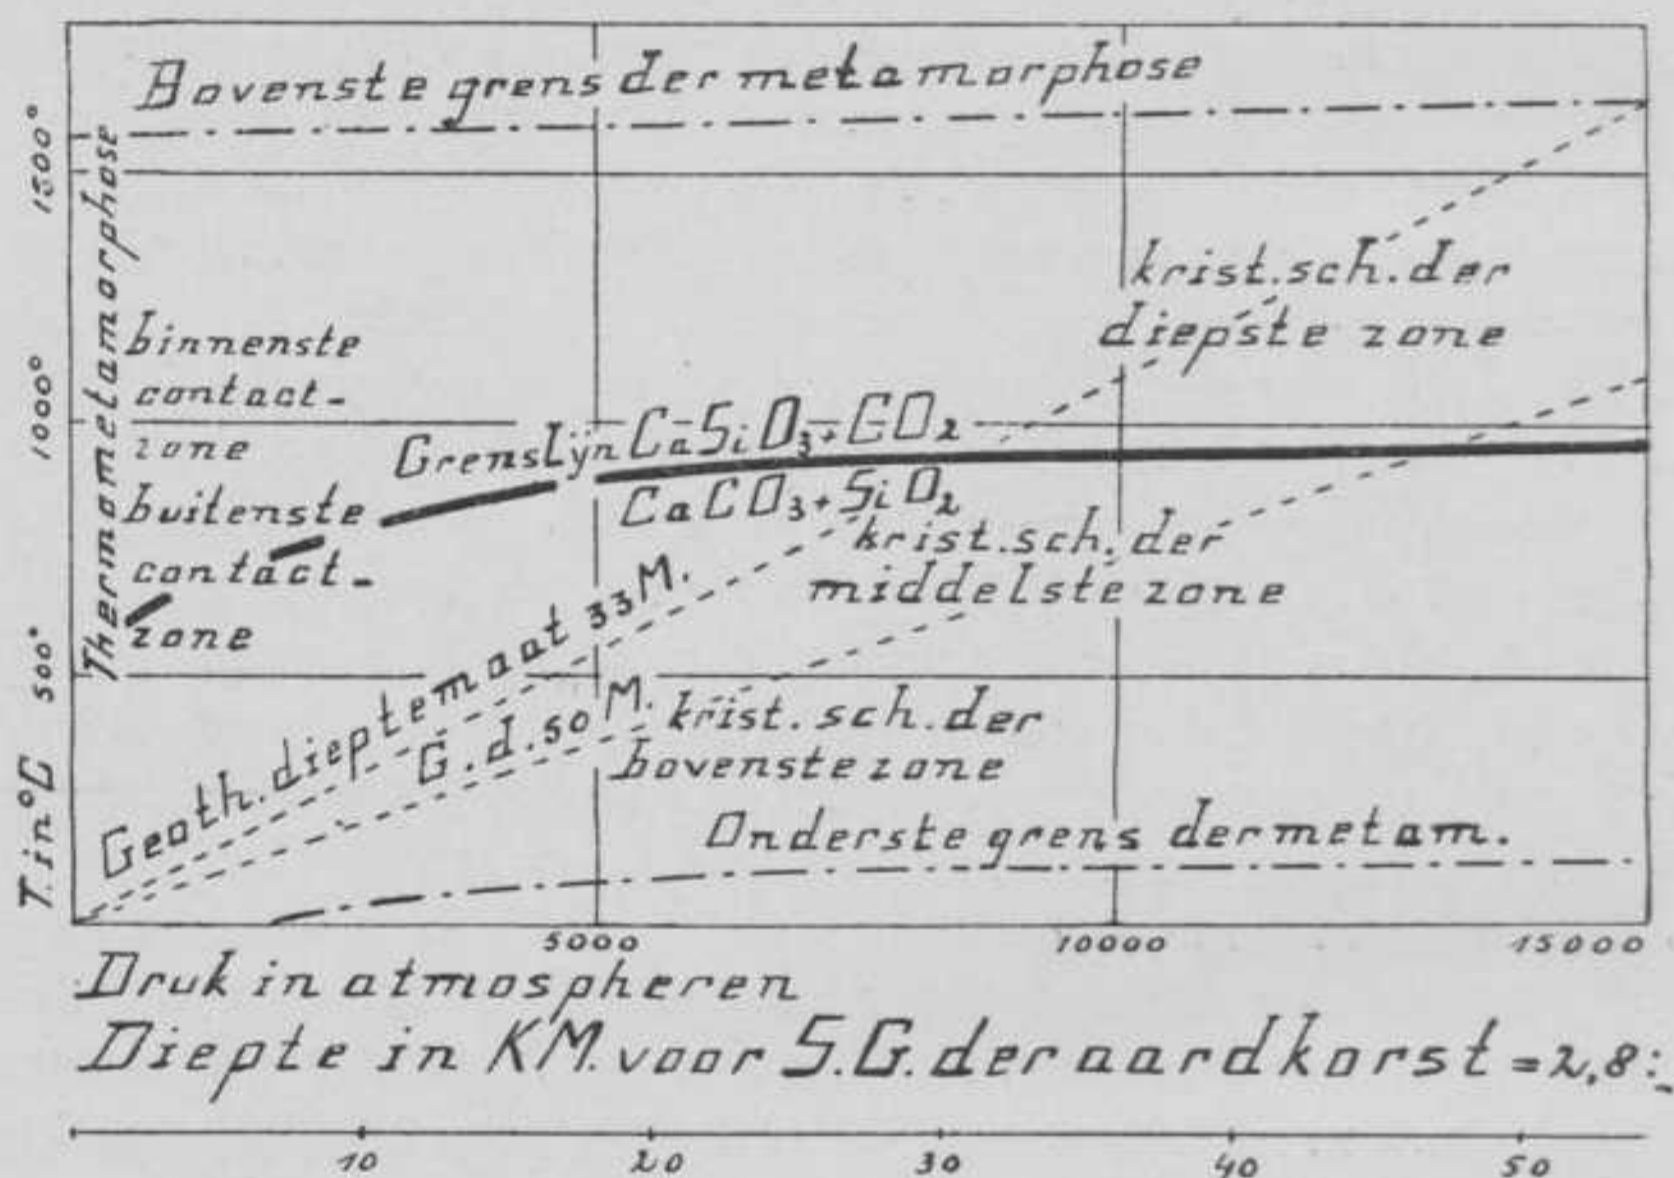 Bovenste grens der metamorphose
1500°
Thermometamorphose
krist. sch. der
diepste zone
binnenste
contact-
zone
1000°
Grenslijn CaSiO3+CO2
CaCO3+SiO2
buitenste
contact-
zone
krist. sch. der
middelste zone
500°
Geoth. dieptemaat 33 M.
G. d. 50 M.
krist. sch. der
bovenste zone
Onderste grens der metam.
T. in °C
5000 10000 15000
Druk in atmospheren
Diepte in KM. voor S.G. der aardkorst = 2,8:
10 20 30 40 50